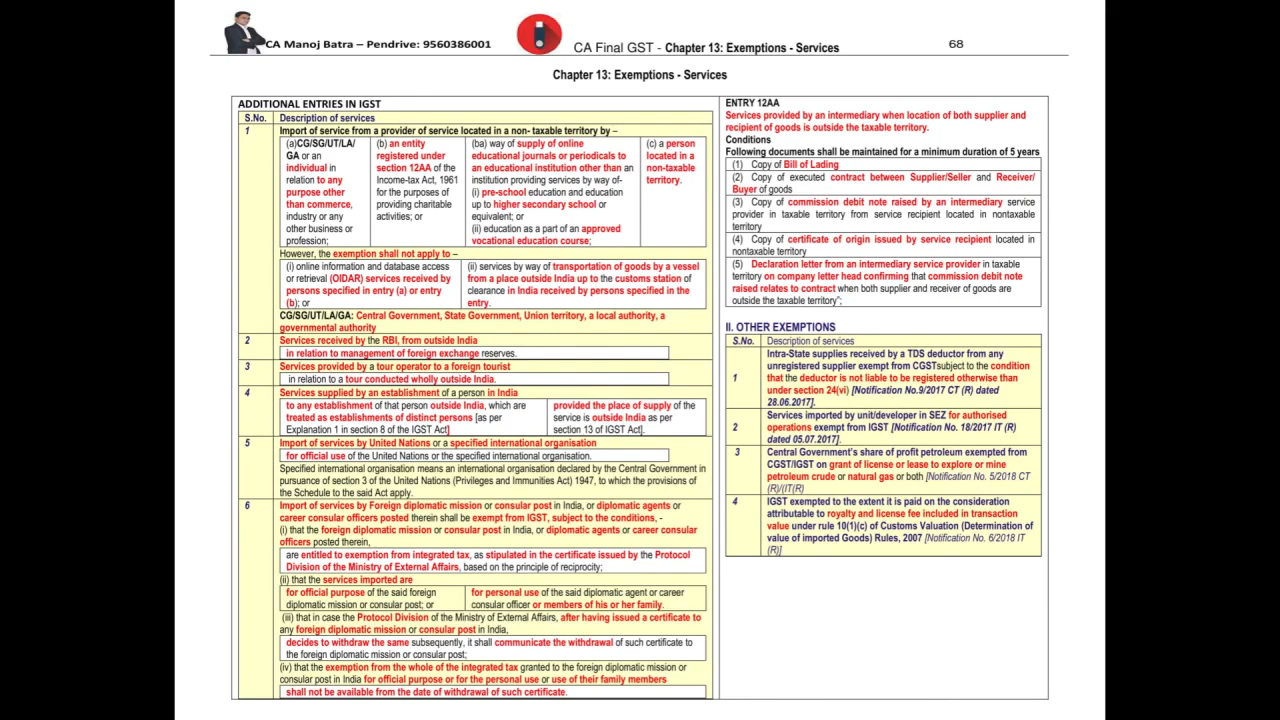 CA Manoj Batra – Pendrive: 9560386001
CA Final GST - Chapter 13: Exemptions - Services
68
Chapter 13: Exemptions - Services
ADDITIONAL ENTRIES IN IGST
S.No. Description of services
1 Import of service from a provider of service located in a non- taxable territory by –
(a)CG/SG/UT/LA/
GA or an
individual in
relation to any
purpose other
than commerce,
industry or any
other business or
profession;
(b) an entity
registered under
section 12AA of the
Income-tax Act, 1961
for the purposes of
providing charitable
activities; or
(ba) way of supply of online
educational journals or periodicals to
an educational institution other than an
institution providing services by way of-
(i) pre-school education and education
up to higher secondary school or
equivalent; or
(ii) education as a part of an approved
vocational education course;
(c) a person
located in a
non-taxable
territory.
However, the exemption shall not apply to –
(i) online information and database access
or retrieval (OIDAR) services received by
persons specified in entry (a) or entry
(b); or
(ii) services by way of transportation of goods by a vessel
from a place outside India up to the customs station of
clearance in India received by persons specified in the
entry.
CG/SG/UT/LA/GA: Central Government, State Government, Union territory, a local authority, a
governmental authority
2 Services received by the RBI, from outside India
in relation to management of foreign exchange reserves.
3 Services provided by a tour operator to a foreign tourist
in relation to a tour conducted wholly outside India.
4 Services supplied by an establishment of a person in India
to any establishment of that person outside India, which are
treated as establishments of distinct persons [as per
Explanation 1 in section 8 of the IGST Act]
provided the place of supply of the
service is outside India as per
section 13 of IGST Act].
5 Import of services by United Nations or a specified international organisation
for official use of the United Nations or the specified international organisation.
Specified international organisation means an international organisation declared by the Central Government in
pursuance of section 3 of the United Nations (Privileges and Immunities Act) 1947, to which the provisions of
the Schedule to the said Act apply.
6 Import of services by Foreign diplomatic mission or consular post in India, or diplomatic agents or
career consular officers posted therein shall be exempt from IGST, subject to the conditions, -
(i) that the foreign diplomatic mission or consular post in India, or diplomatic agents or career consular
officers posted therein,
are entitled to exemption from integrated tax, as stipulated in the certificate issued by the Protocol
Division of the Ministry of External Affairs, based on the principle of reciprocity;
(ii) that the services imported are
for official purpose of the said foreign
diplomatic mission or consular post; or
for personal use of the said diplomatic agent or career
consular officer or members of his or her family.
(iii) that in case the Protocol Division of the Ministry of External Affairs, after having issued a certificate to
any foreign diplomatic mission or consular post in India,
decides to withdraw the same subsequently, it shall communicate the withdrawal of such certificate to
the foreign diplomatic mission or consular post;
(iv) that the exemption from the whole of the integrated tax granted to the foreign diplomatic mission or
consular post in India for official purpose or for the personal use or use of their family members
shall not be available from the date of withdrawal of such certificate.
ENTRY 12AA
Services provided by an intermediary when location of both supplier and
recipient of goods is outside the taxable territory.
Conditions
Following documents shall be maintained for a minimum duration of 5 years
(1) Copy of Bill of Lading
(2) Copy of executed contract between Supplier/Seller and Receiver/
Buyer of goods
(3) Copy of commission debit note raised by an intermediary service
provider in taxable territory from service recipient located in nontaxable
territory
(4) Copy of certificate of origin issued by service recipient located in
nontaxable territory
(5) Declaration letter from an intermediary service provider in taxable
territory on company letter head confirming that commission debit note
raised relates to contract when both supplier and receiver of goods are
outside the taxable territory";
II. OTHER EXEMPTIONS
S.No. Description of services
1 Intra-State supplies received by a TDS deductor from any
unregistered supplier exempt from CGSTsubject to the condition
that the deductor is not liable to be registered otherwise than
under section 24(vi) [Notification No.9/2017 CT (R) dated
28.06.2017].
2 Services imported by unit/developer in SEZ for authorised
operations exempt from IGST [Notification No. 18/2017 IT (R)
dated 05.07.2017].
3 Central Government's share of profit petroleum exempted from
CGST/IGST on grant of license or lease to explore or mine
petroleum crude or natural gas or both [Notification No. 5/2018 CT
(R)/(IT(R)
4 IGST exempted to the extent it is paid on the consideration
attributable to royalty and license fee included in transaction
value under rule 10(1)(c) of Customs Valuation (Determination of
value of imported Goods) Rules, 2007 [Notification No. 6/2018 IT
(R)]